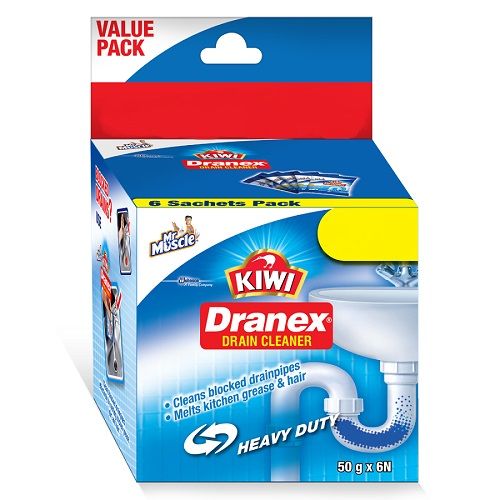 VALUE
PACK
KIWI
Dranex®
DRAIN CLEANER
6 Sachets Pack
Mr
Muscle
KIWI
Dranex®
DRAIN CLEANER
• Cleans blocked drainpipes
• Melts kitchen grease & hair
HEAVY DUTY
50 g x 6N